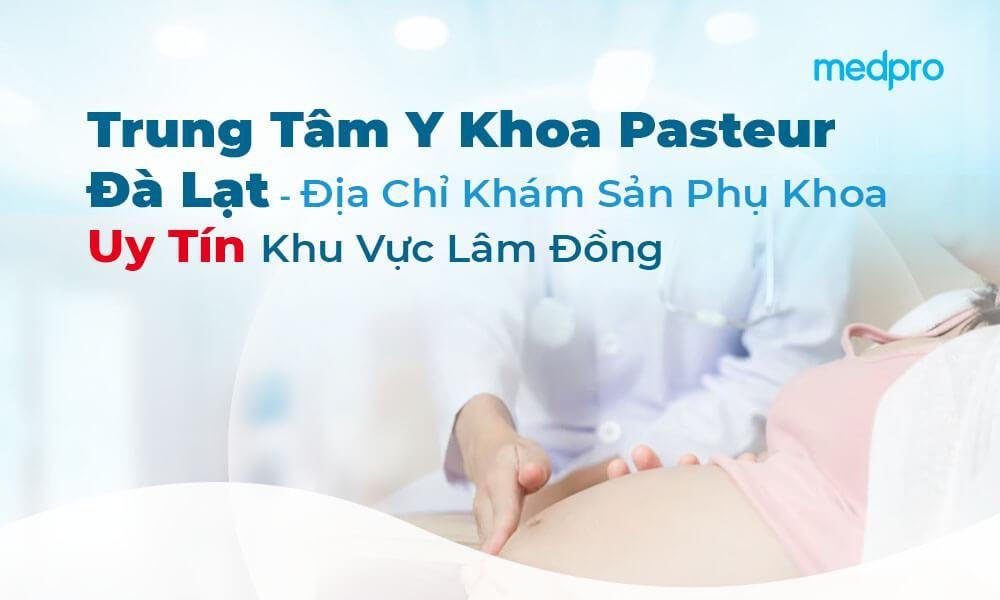 medpro
Trung Tâm Y Khoa Pasteur
Đà Lạt - Địa Chỉ Khám Sản Phụ Khoa
Uy Tín Khu Vực Lâm Đồng